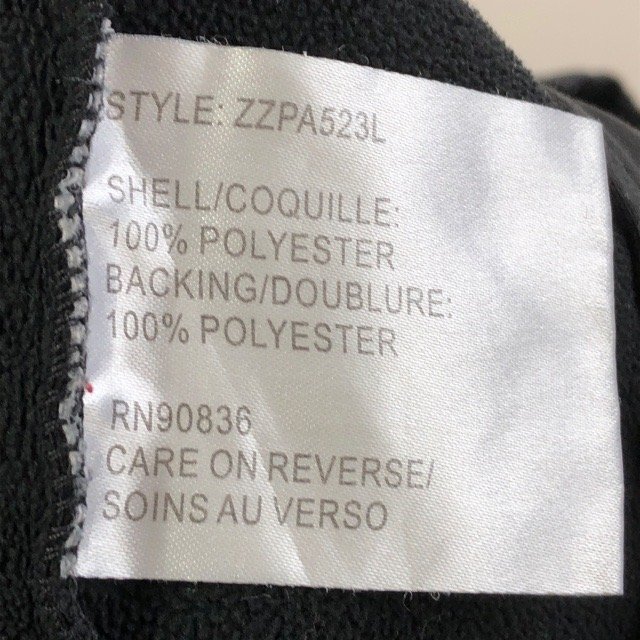 STYLE: ZZPA523L
SHELL/COQUILLE:
100% POLYESTER
BACKING/DOUBLURE:
100% POLYESTER
RN90836
CARE ON REVERSE/
SOINS AU VERSO